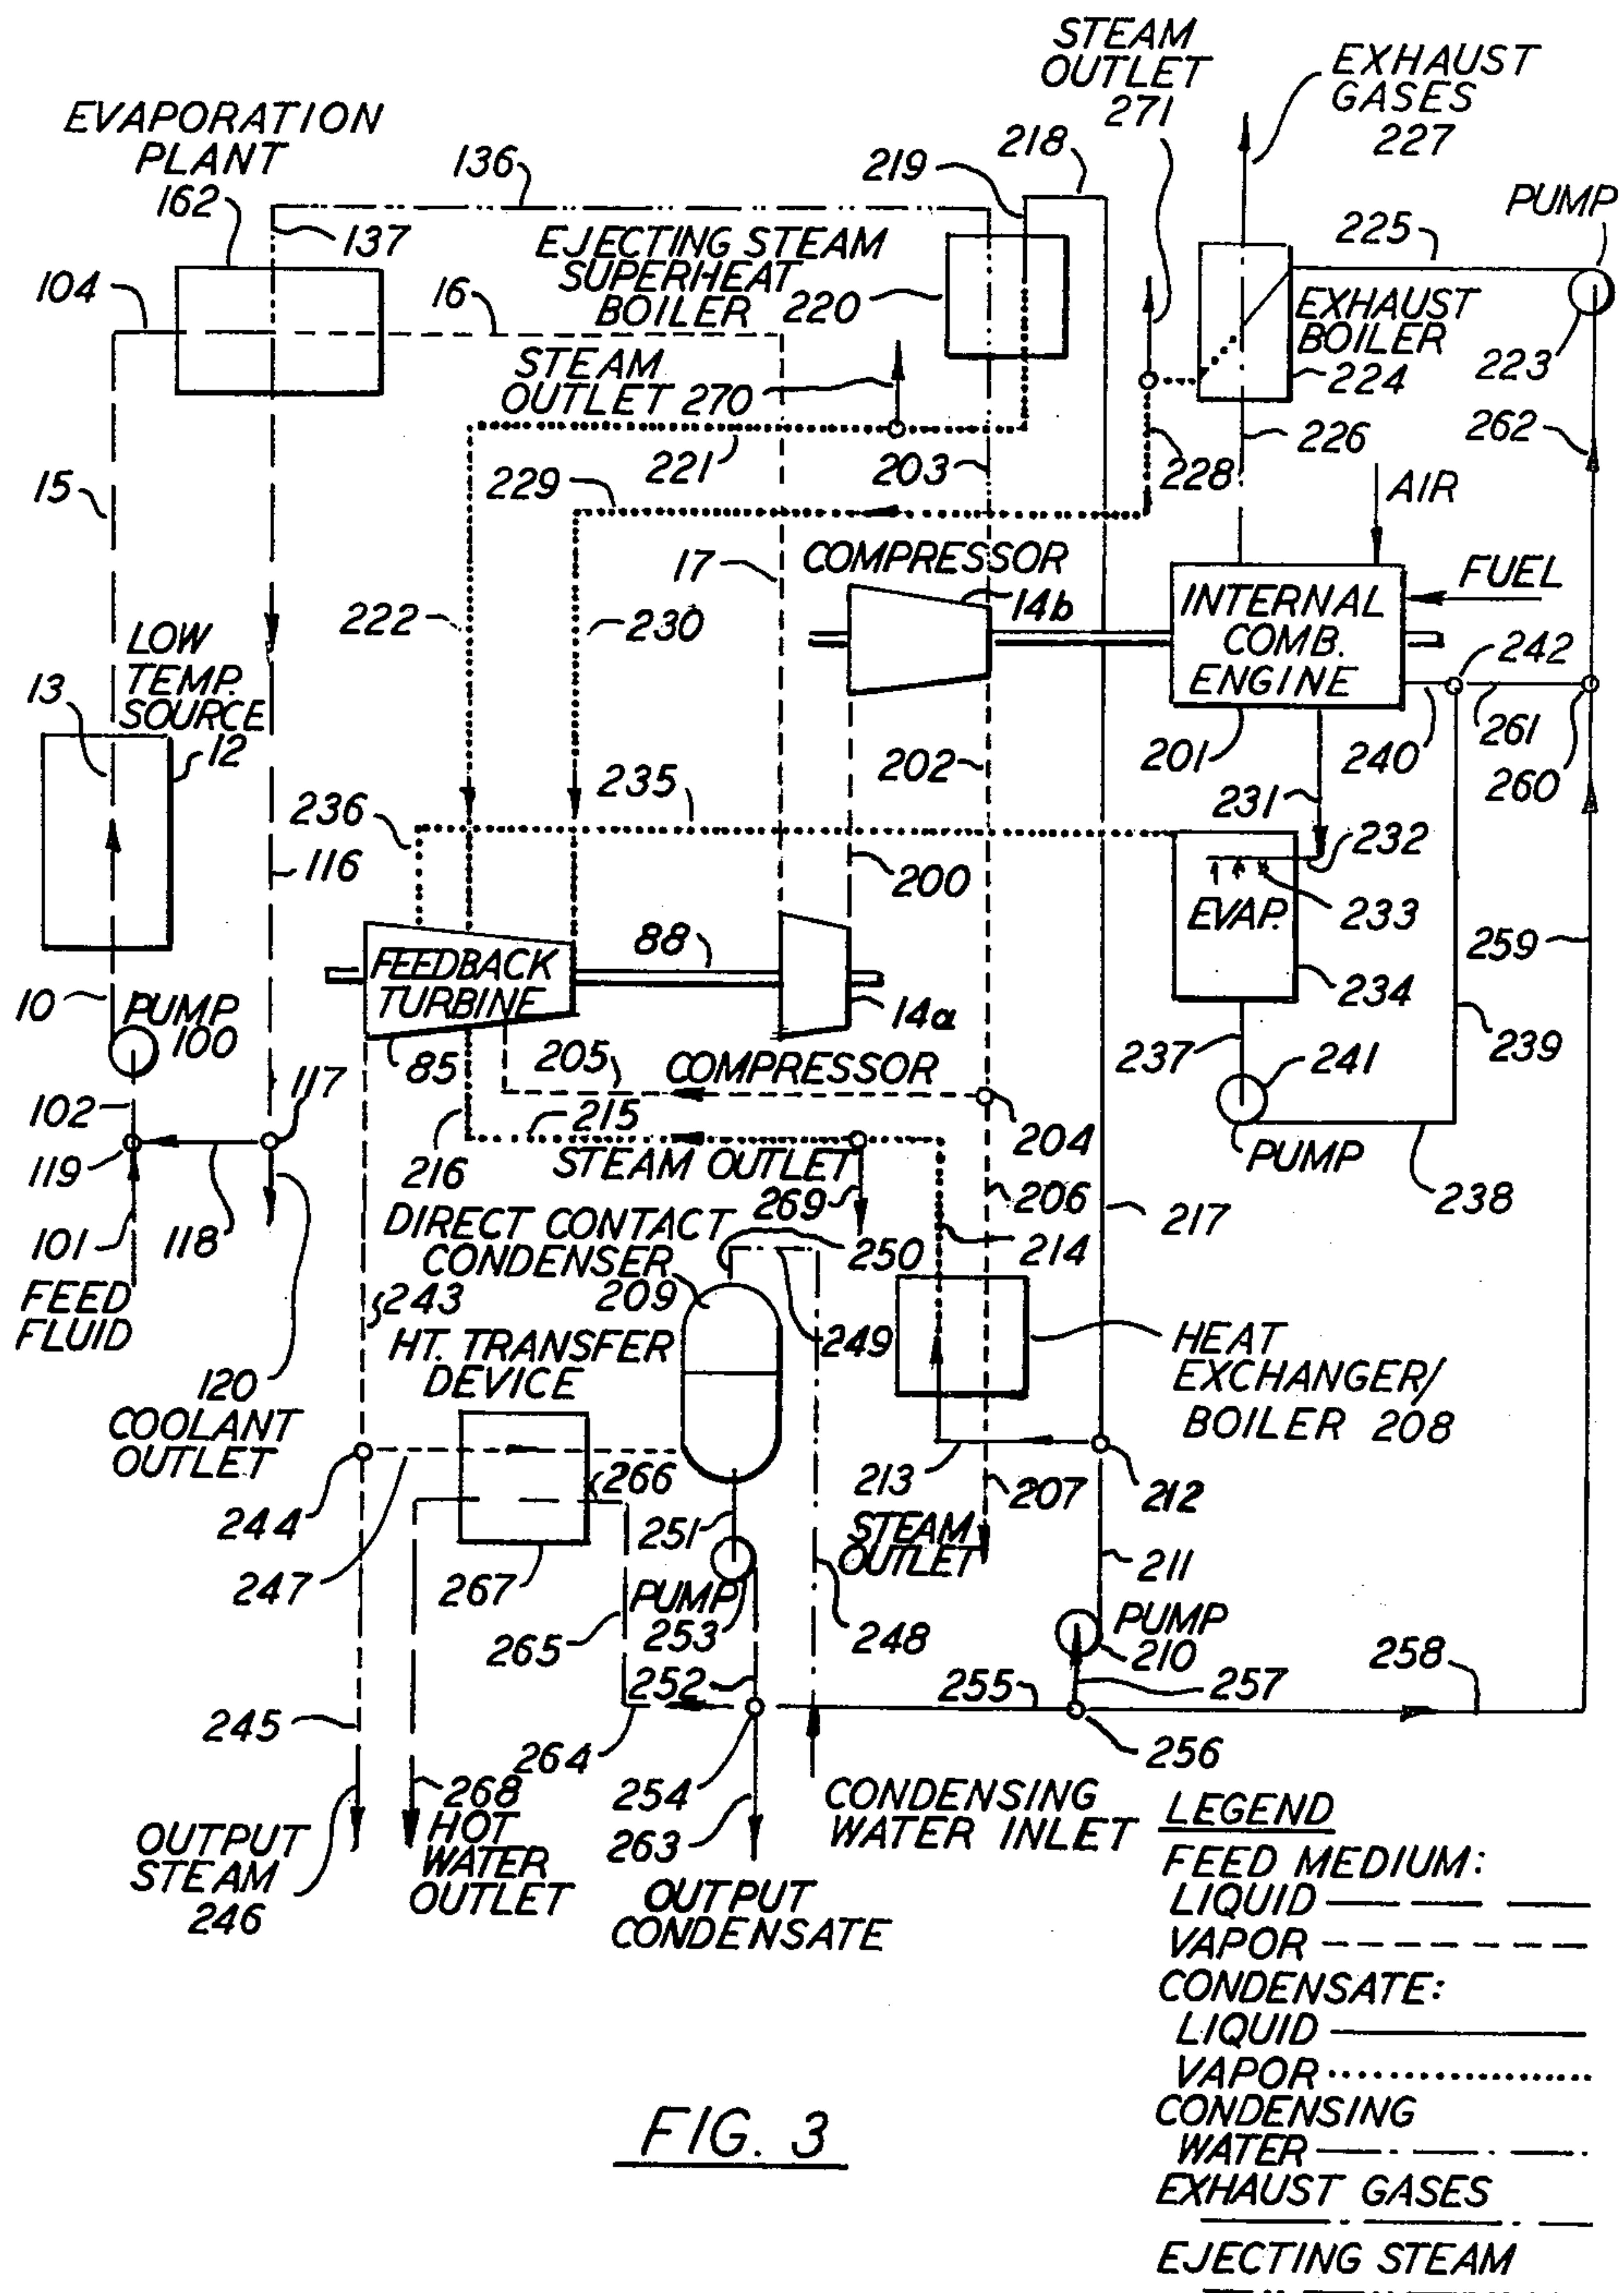 STEAM
OUTLET
271
EXHAUST
GASES
227
EVAPORATION
PLANT
162
136
219
218
PUMP
137
225
EJECTING STEAM
SUPERHEAT
BOILER
220
104
16
EXHAUST
BOILER
224
223
STEAM
OUTLET 270
221
203
228
226
262
15
229
AIR
17
COMPRESSOR
14b
FUEL
222
230
INTERNAL
COMB.
ENGINE
242
LOW
TEMP.
SOURCE
12
13
202
201
240
261
260
235
231
236
232
116
200
EVAP.
233
88
259
FEEDBACK
TURBINE
234
10
PUMP
100
14a
239
85
205
COMPRESSOR
237
241
117
102
215
204
119
216
STEAM OUTLET
269
PUMP
206
217
238
101
118
DIRECT CONTACT
CONDENSER
209
250
214
FEED
FLUID
243
249
HEAT
EXCHANGER/
BOILER 208
HT. TRANSFER
DEVICE
120
COOLANT
OUTLET
266
213
207
212
244
251
STEAM
OUTLET
211
247
267
PUMP
253
248
PUMP
210
265
252
255
257
258
245
264
254
256
268
HOT
WATER
OUTLET
263
CONDENSING
WATER INLET
OUTPUT
STEAM
246
OUTPUT
CONDENSATE
LEGEND
FEED MEDIUM:
LIQUID
VAPOR
CONDENSATE:
LIQUID
VAPOR
CONDENSING
WATER
EXHAUST GASES
EJECTING STEAM
FIG. 3